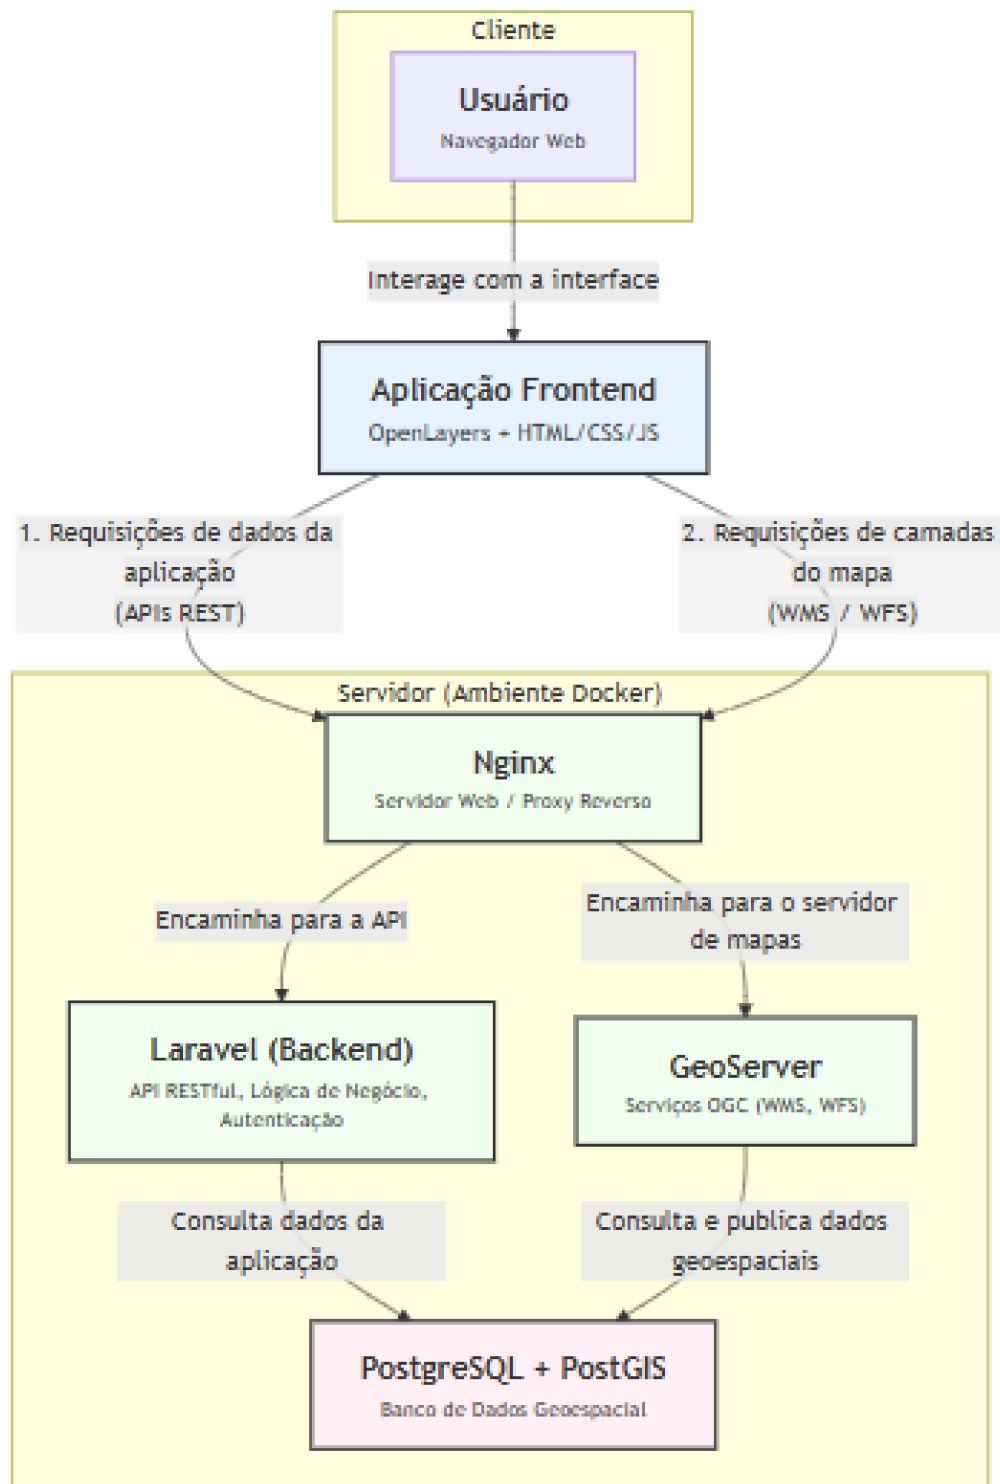 Cliente
Usuário
Navegador Web
Interage com a interface
Aplicação Frontend
OpenLayers + HTML/CSS/JS
1. Requisições de dados da
aplicação
(APIs REST)
2. Requisições de camadas
do mapa
(WMS / WFS)
Servidor (Ambiente Docker)
Nginx
Servidor Web / Proxy Reverso
Encaminha para a API
Encaminha para o servidor
de mapas
Laravel (Backend)
API RESTful, Lógica de Negócio,
Autenticação
GeoServer
Serviços OGC (WMS, WFS)
Consulta dados da
aplicação
Consulta e publica dados
geoespaciais
PostgreSQL + PostGIS
Banco de Dados Geoespacial